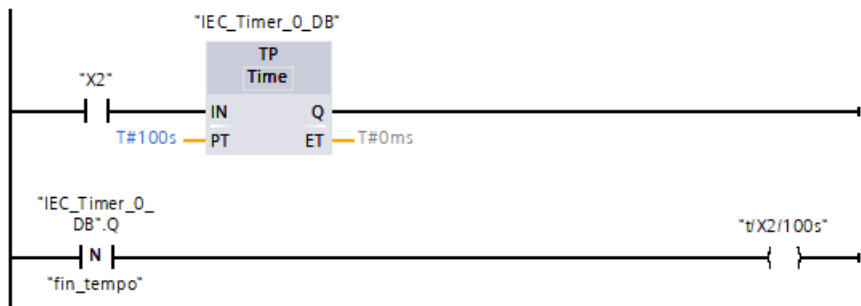 "IEC_Timer_0_DB"
TP
Time
"X2"
IN
Q
T#100s
PT
ET
T#0ms
"IEC_Timer_0_
DB".Q
"t/X2/100s"
N
"fin_tempo"